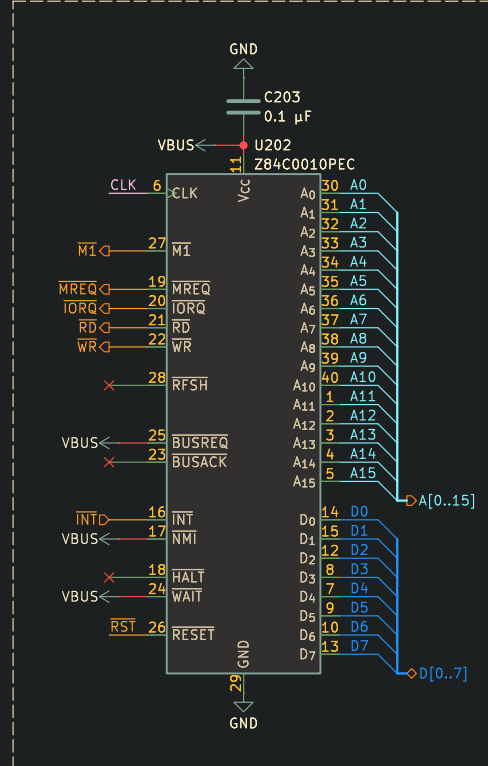 GND
C203
0.1 µF
VBUS U202
Z84C0010PEC
11
Vcc
CLK 6 CLK A0 30 A0
A1 31 A1
A2 32 A2
M1 27 M1 A3 33 A3
A4 34 A4
MREQ 19 MREQ A5 35 A5
IORQ 20 IORQ A6 36 A6
RD 21 RD A7 37 A7
WR 22 WR A8 38 A8
A9 39 A9
28 RFSH A10 40 A10
A11 1 A11
A12 2 A12
VBUS 25 BUSREQ A13 3 A13
23 BUSACK A14 4 A14
A15 5 A15
A[0..15]
INT 16 INT D0 14 D0
VBUS 17 NMI D1 15 D1
D2 12 D2
18 HALT D3 8 D3
VBUS 24 WAIT D4 7 D4
D5 9 D5
RST 26 RESET D6 10 D6
D7 13 D7
GND
D[0..7]
29
GND